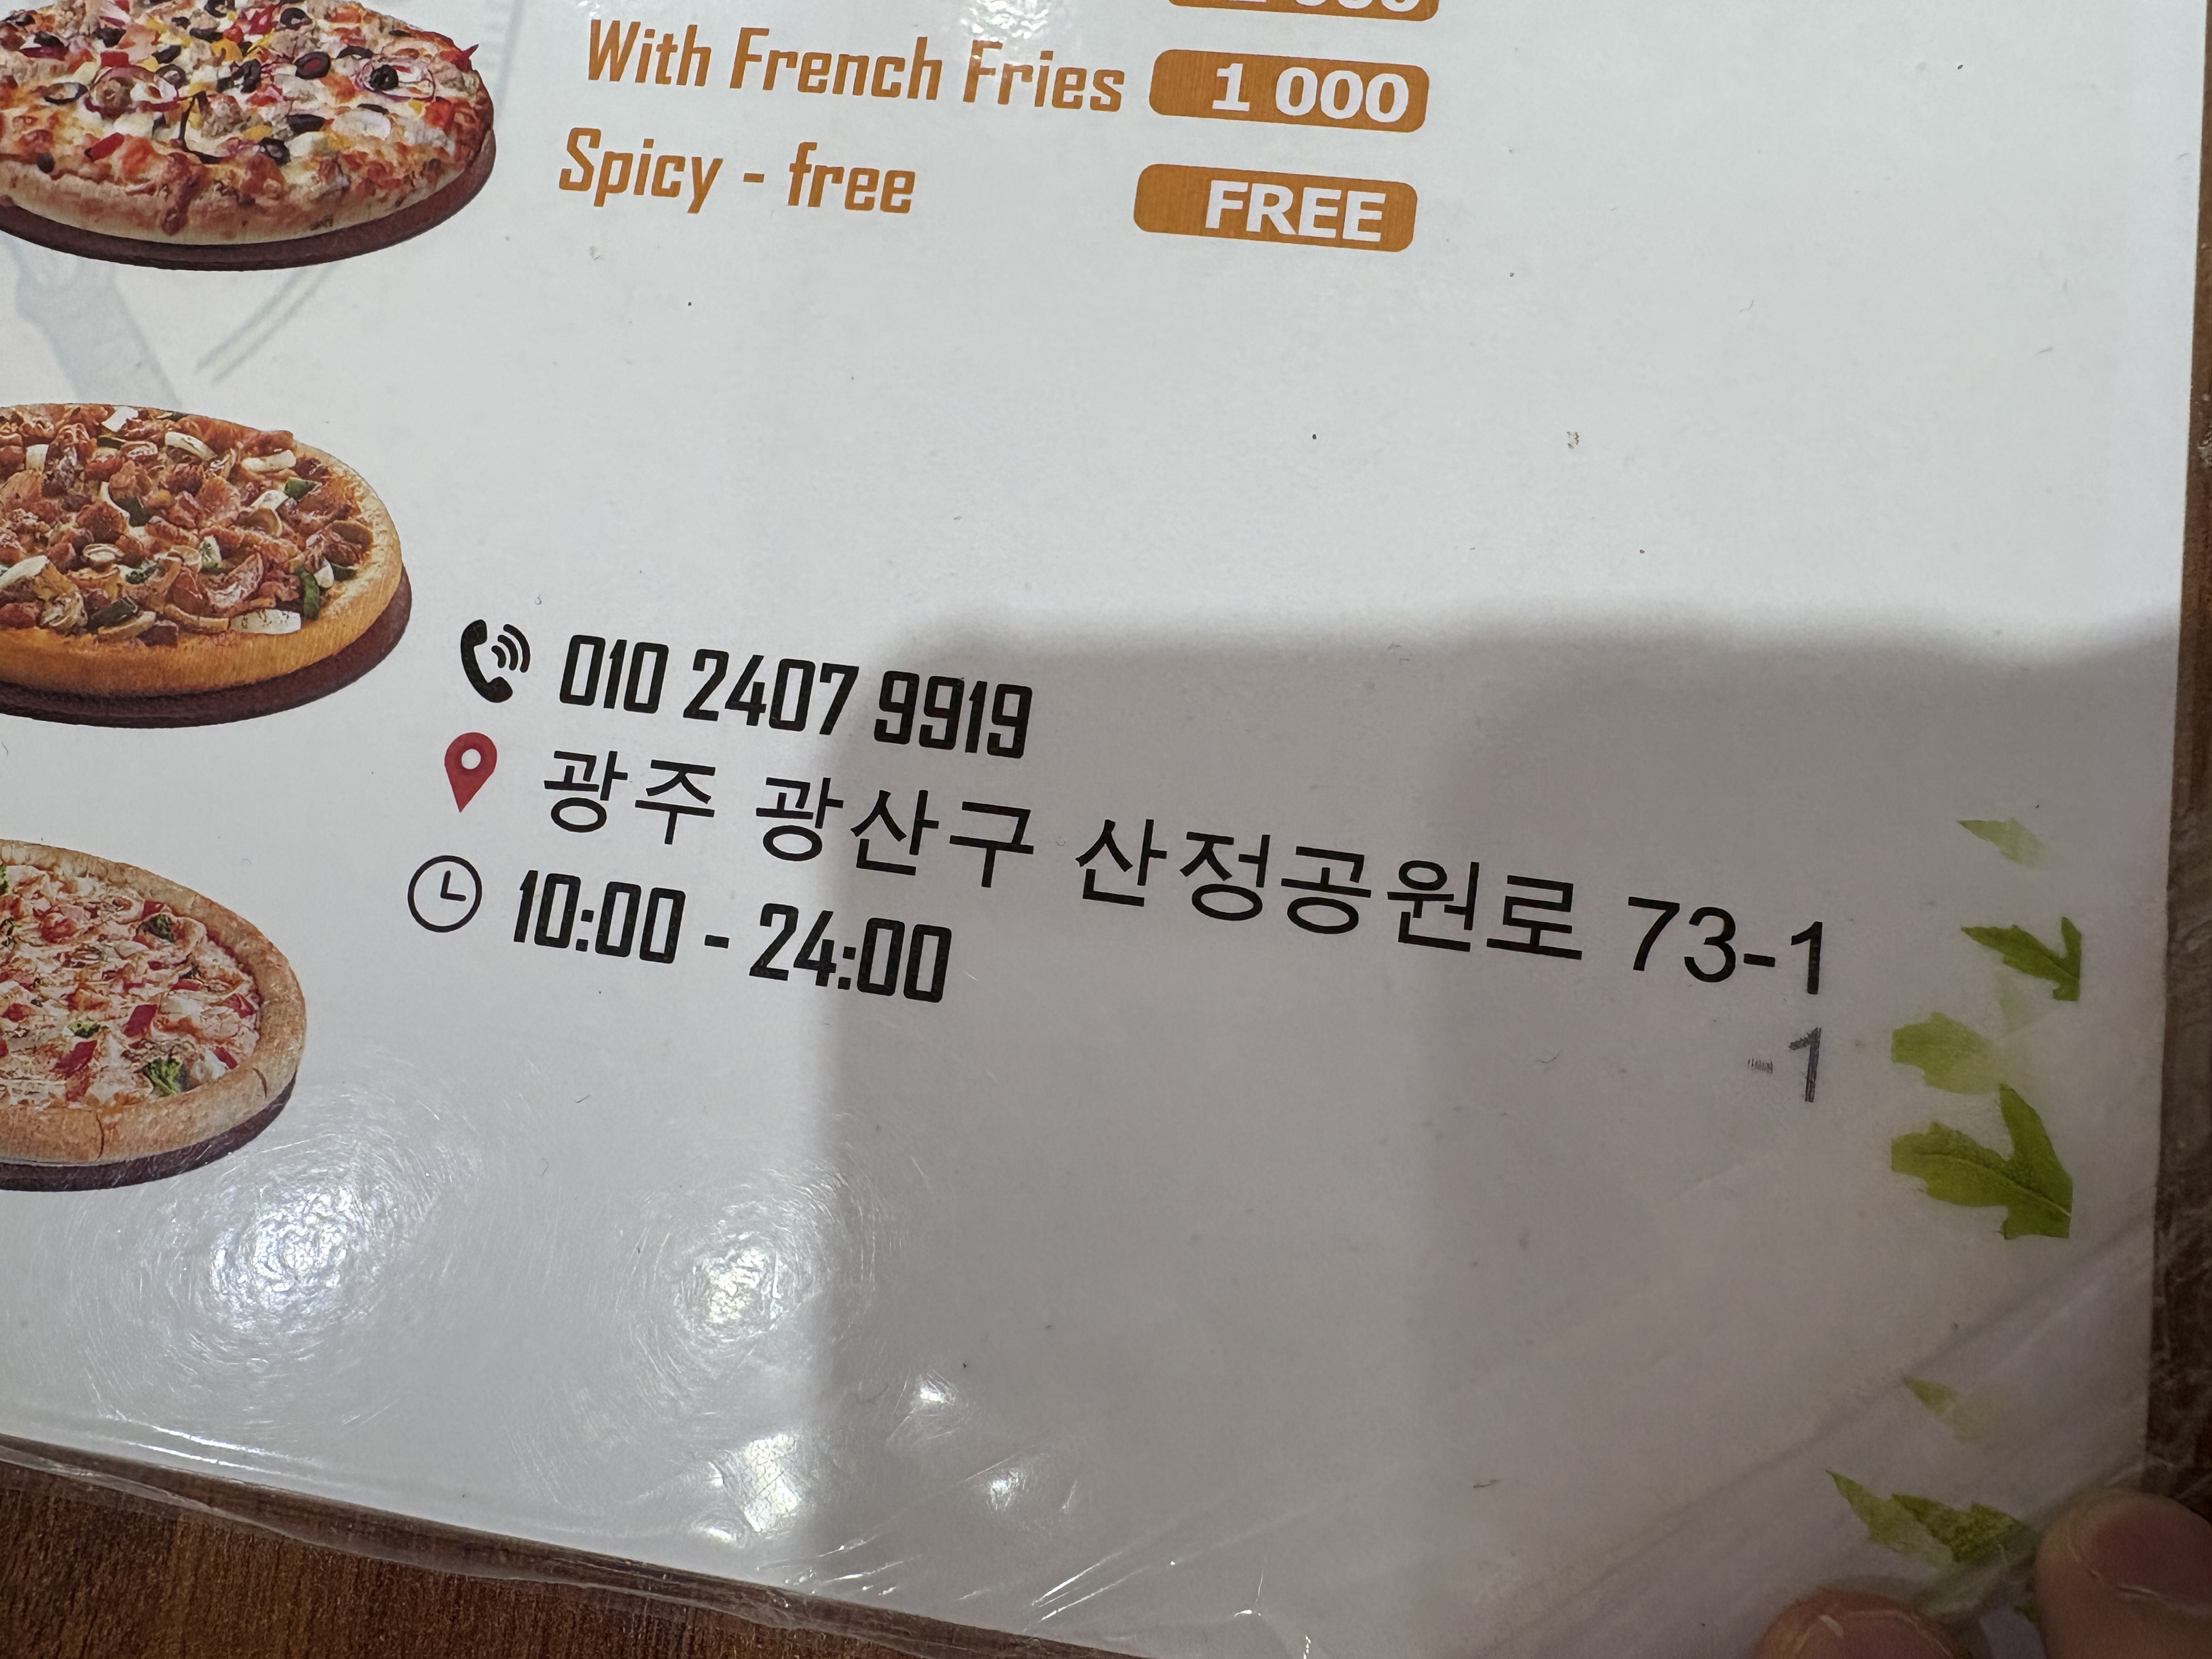 With French Fries 1 000
Spicy - free FREE
010 2407 9919
광주 광산구 산정공원로 73-1
10:00 - 24:00
-1